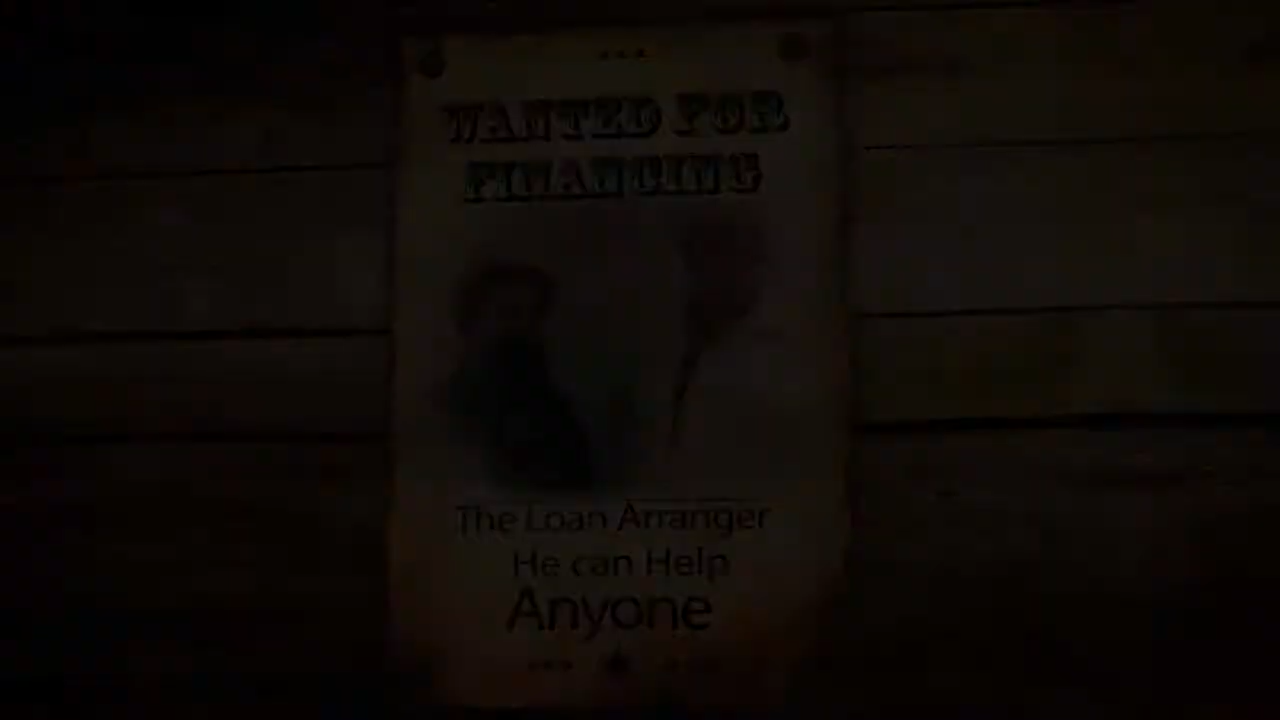 WANTED FOR
FINANCING
The Loan Arranger
He can Help
Anyone